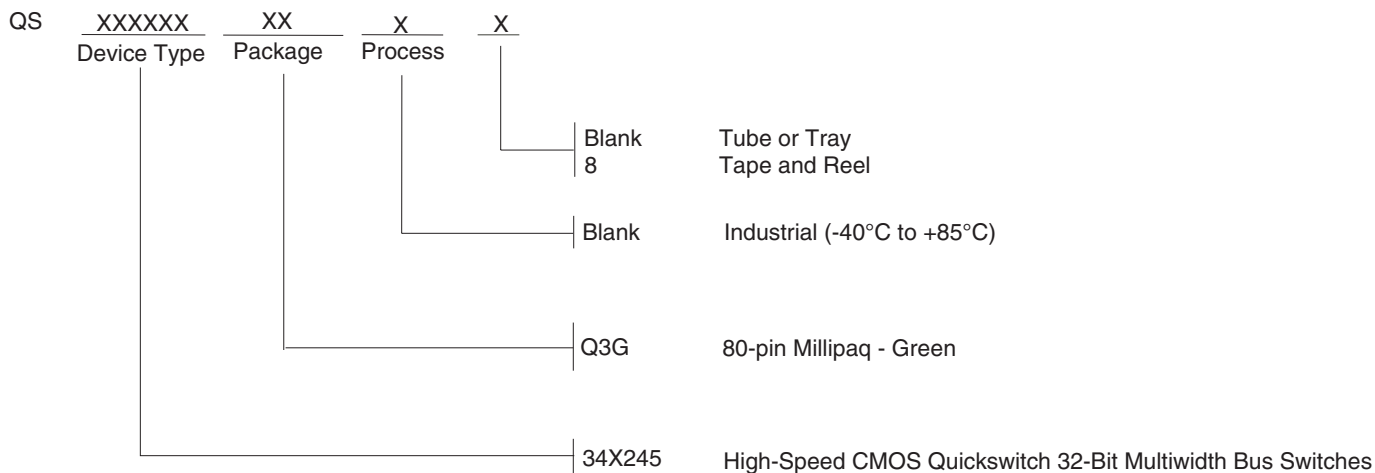 QS XXXXXX XX X X
Device Type Package Process
Blank Tube or Tray
8 Tape and Reel
Blank Industrial (-40°C to +85°C)
Q3G 80-pin Millipaq - Green
34X245 High-Speed CMOS Quickswitch 32-Bit Multiwidth Bus Switches